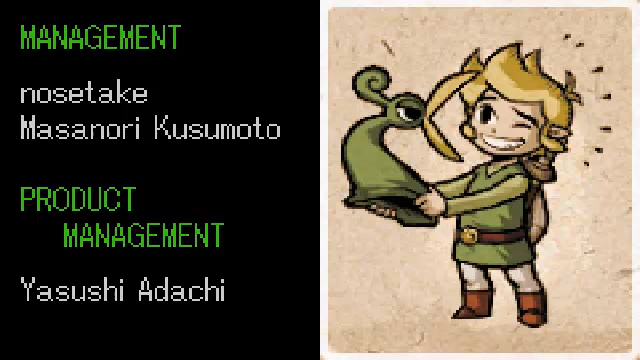 MANAGEMENT
nosetake
Masanori Kusumoto
PRODUCT
MANAGEMENT
Yasushi Adachi